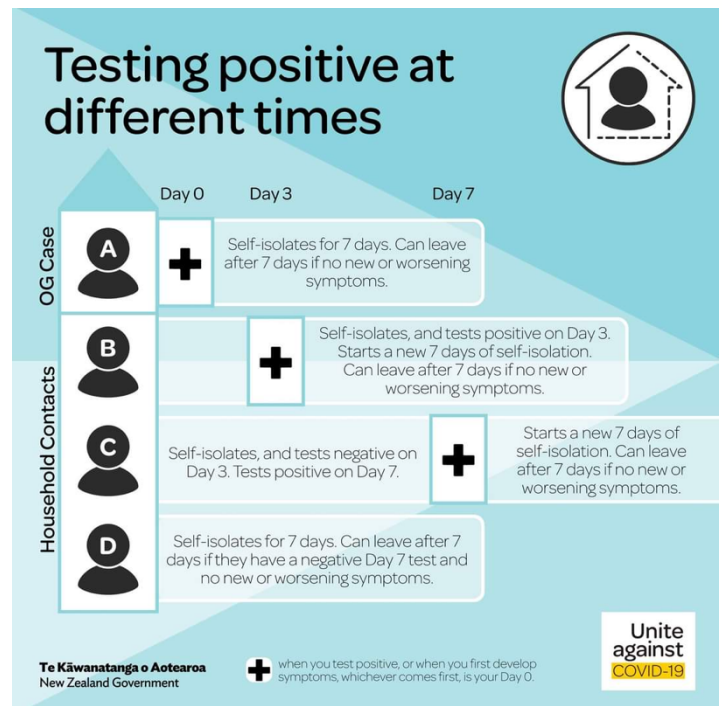 Testing positive at
different times
Day 0
Day 3
Day 7
OG Case
A
Self-isolates for 7 days. Can leave
after 7 days if no new or worsening
symptoms.
Household Contacts
B
Self-isolates, and tests positive on Day 3.
Starts a new 7 days of self-isolation.
Can leave after 7 days if no new or
worsening symptoms.
C
Self-isolates, and tests negative on
Day 3. Tests positive on Day 7.
Starts a new 7 days of
self-isolation. Can leave
after 7 days if no new or
worsening symptoms.
D
Self-isolates for 7 days. Can leave after 7
days if they have a negative Day 7 test and
no new or worsening symptoms.
Te Kāwanatanga o Aotearoa
New Zealand Government
when you test positive, or when you first develop
symptoms, whichever comes first, is your Day 0.
Unite
against
COVID-19